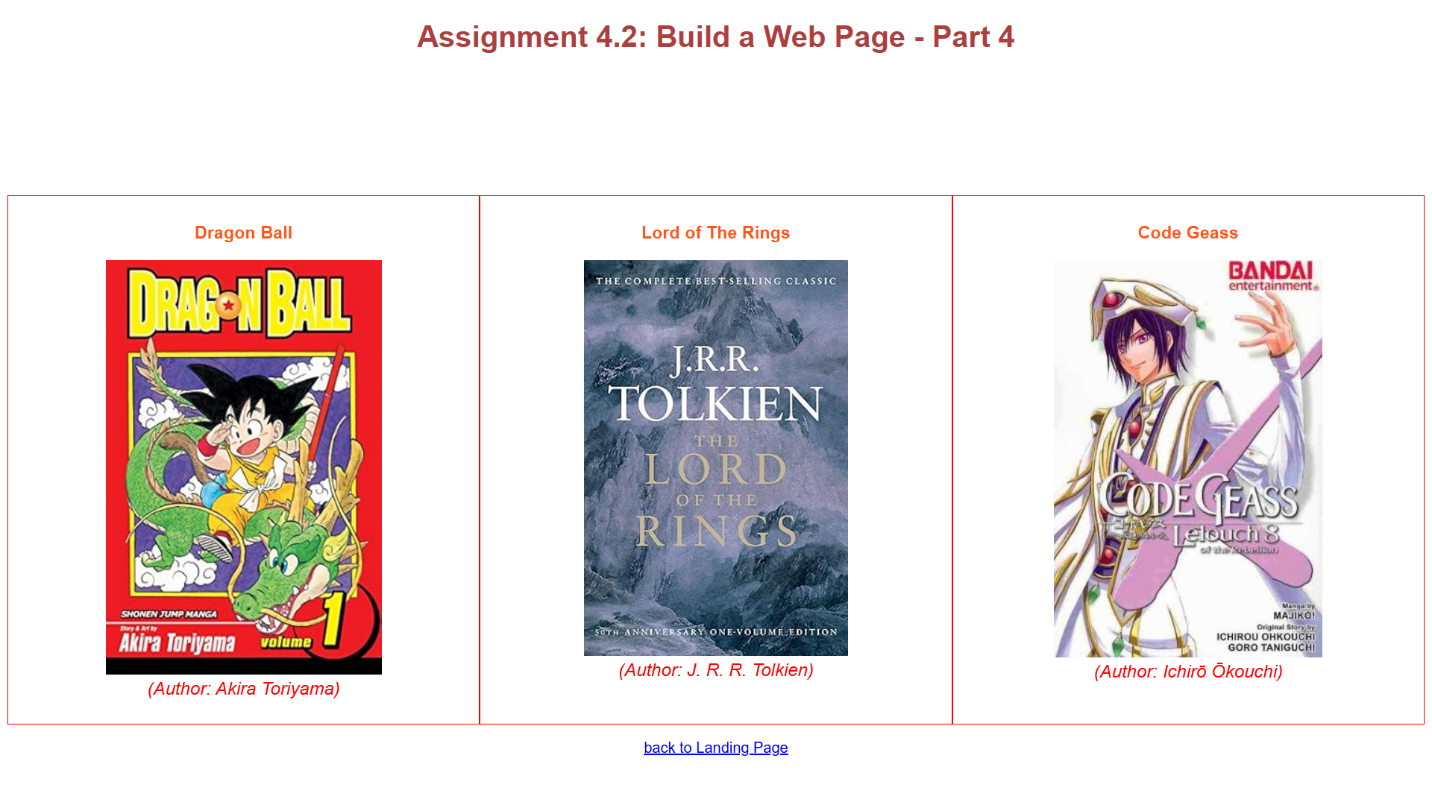 Assignment 4.2: Build a Web Page - Part 4
Dragon Ball
DRAGON BALL
SHONEN JUMP MANGA
Story & Art by
Akira Toriyama
volume 1
(Author: Akira Toriyama)
Lord of The Rings
THE COMPLETE BEST-SELLING CLASSIC
J.R.R.
TOLKIEN
THE
LORD
OF THE
RINGS
50TH ANNIVERSARY ONE-VOLUME EDITION
(Author: J. R. R. Tolkien)
Code Geass
BANDAI
entertainment®
CODE GEASS
Lelouch 8
of the Rebellion
Manga by
MAJIKO!
Original Story by
ICHIROU OHKOUCHI
GORO TANIGUCHI
(Author: Ichirō Ōkouchi)
back to Landing Page